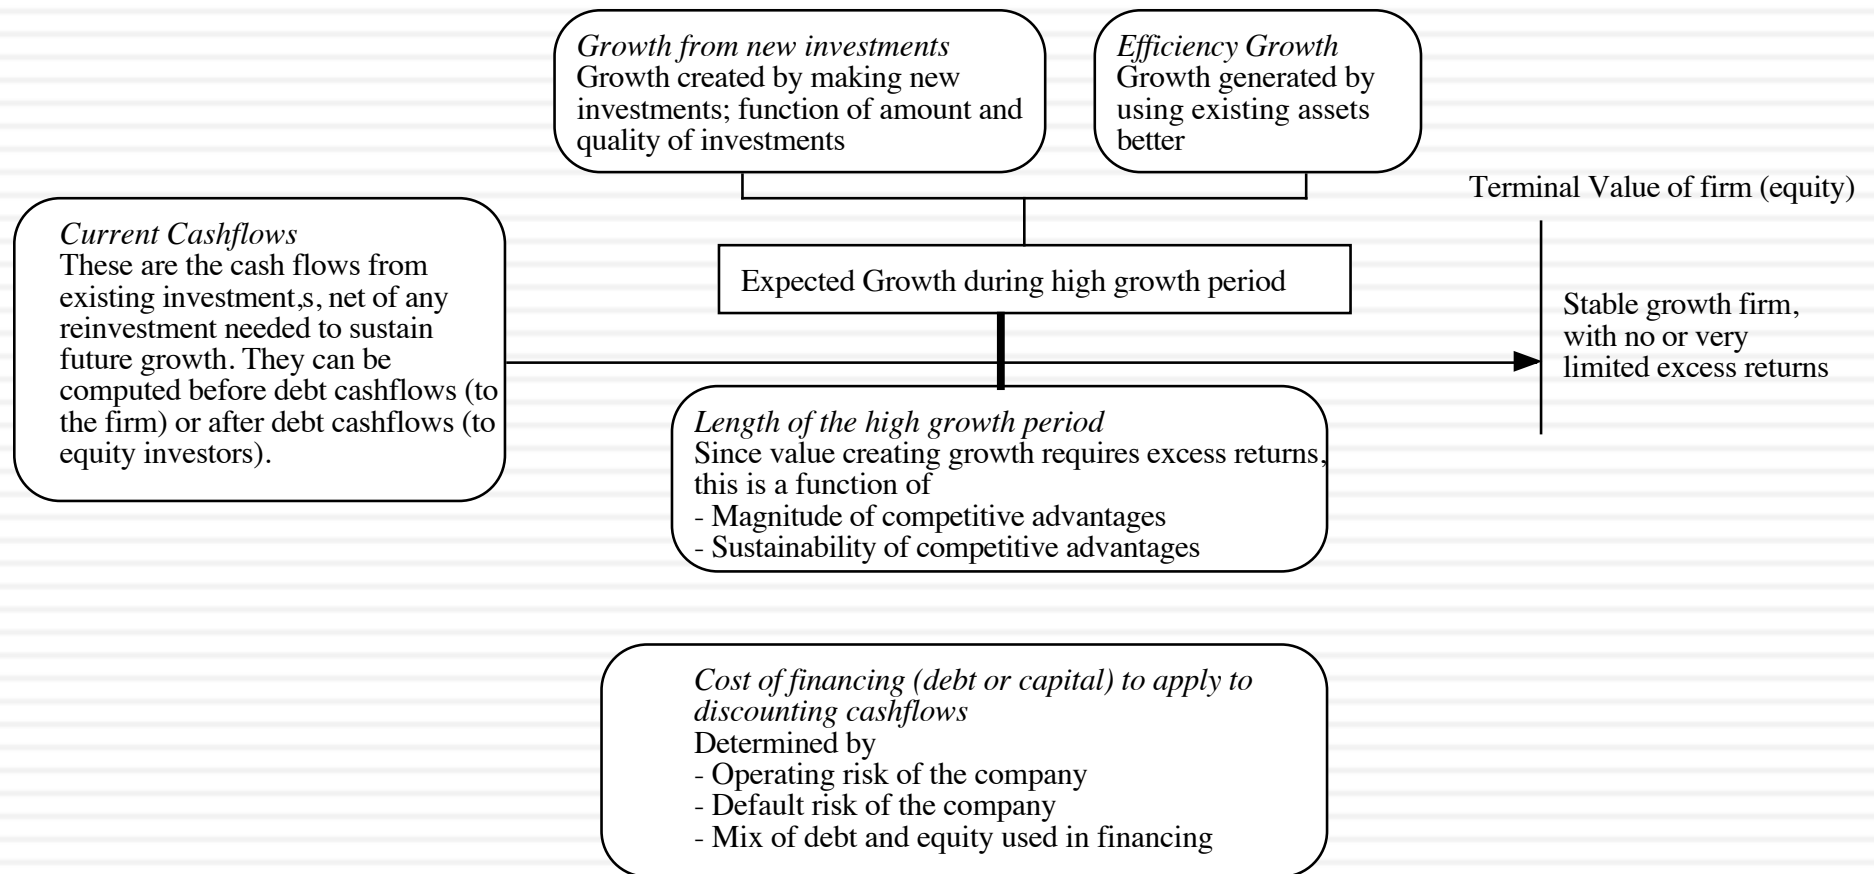 Growth from new investments
Growth created by making new
investments; function of amount and
quality of investments
Efficiency Growth
Growth generated by
using existing assets
better
Terminal Value of firm (equity)
Current Cashflows
These are the cash flows from
existing investment,s, net of any
reinvestment needed to sustain
future growth. They can be
computed before debt cashflows (to
the firm) or after debt cashflows (to
equity investors).
Expected Growth during high growth period
Stable growth firm,
with no or very
limited excess returns
Length of the high growth period
Since value creating growth requires excess returns,
this is a function of
- Magnitude of competitive advantages
- Sustainability of competitive advantages
Cost of financing (debt or capital) to apply to
discounting cashflows
Determined by
- Operating risk of the company
- Default risk of the company
- Mix of debt and equity used in financing